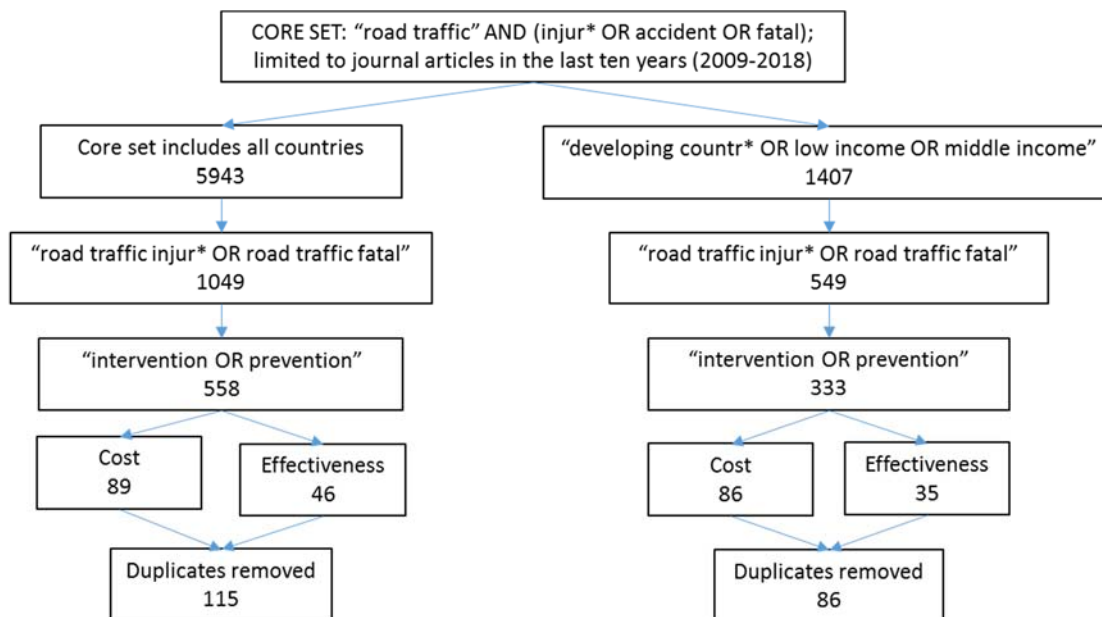 CORE SET: “road traffic” AND (injur* OR accident OR fatal);
limited to journal articles in the last ten years (2009-2018)
Core set includes all countries
5943
“developing countr* OR low income OR middle income”
1407
“road traffic injur* OR road traffic fatal”
1049
“road traffic injur* OR road traffic fatal”
549
“intervention OR prevention”
558
“intervention OR prevention”
333
Cost
89
Effectiveness
46
Cost
86
Effectiveness
35
Duplicates removed
115
Duplicates removed
86